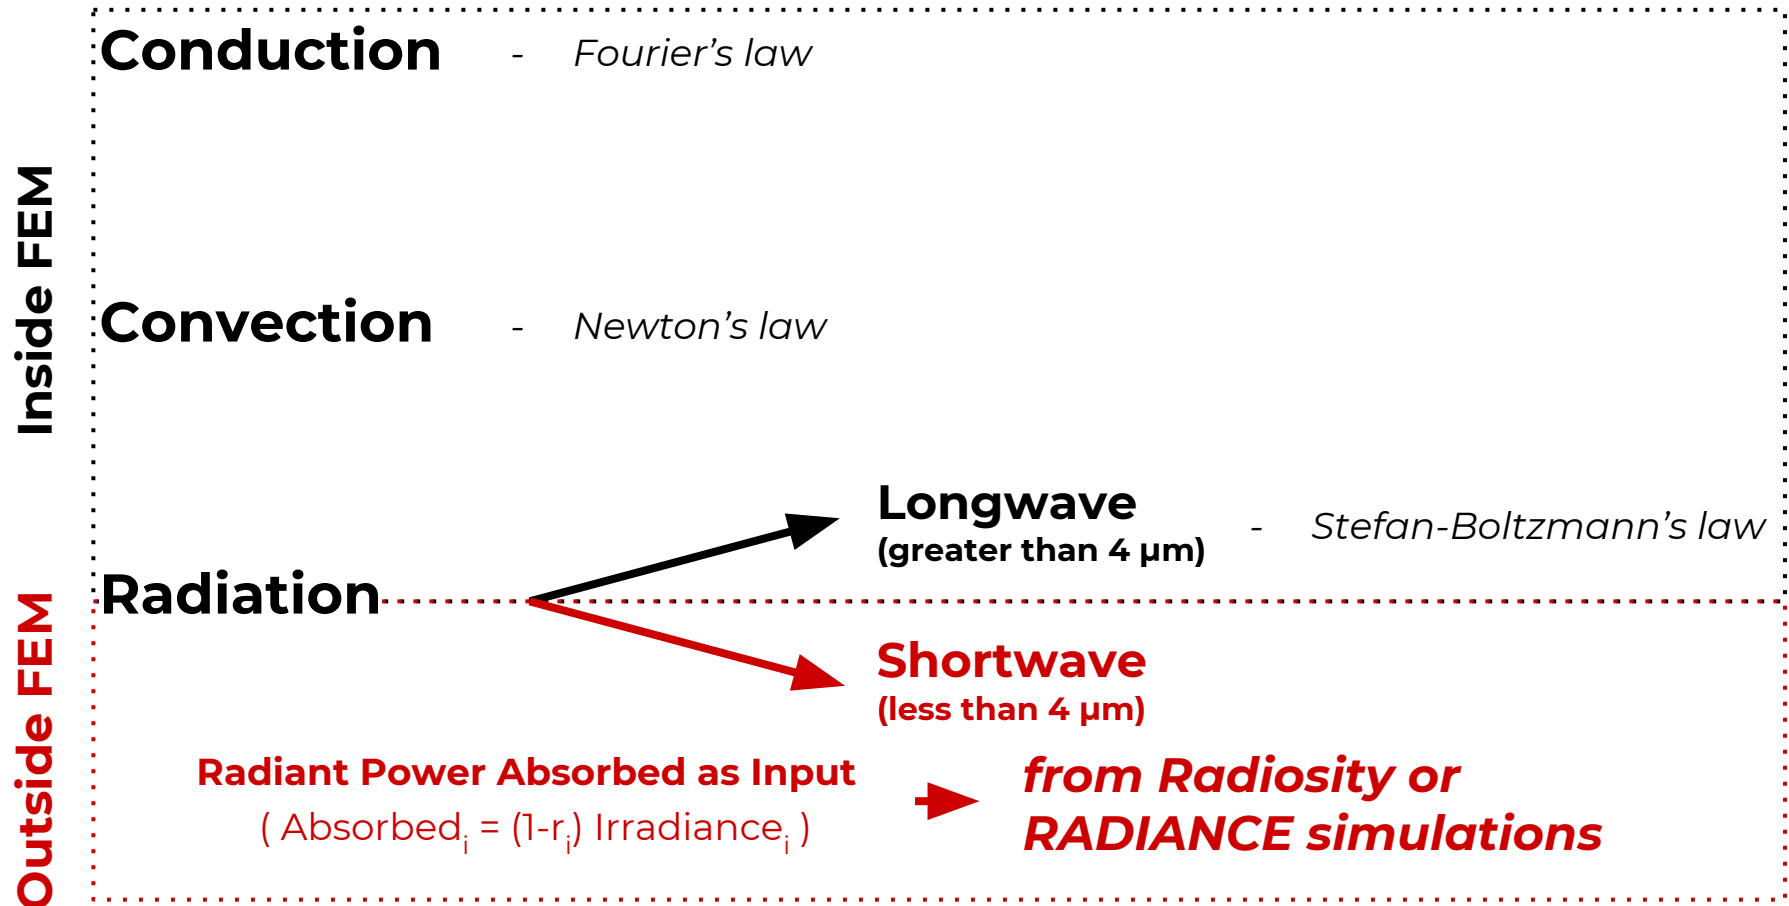 Inside FEM
Conduction - Fourier's law
Convection - Newton's law
Longwave
(greater than 4 µm) - Stefan-Boltzmann's law
Radiation
Outside FEM
Shortwave
(less than 4 µm)
Radiant Power Absorbed as Input
( Absorbedᵢ = (1-rᵢ) Irradianceᵢ )
from Radiosity or
RADIANCE simulations